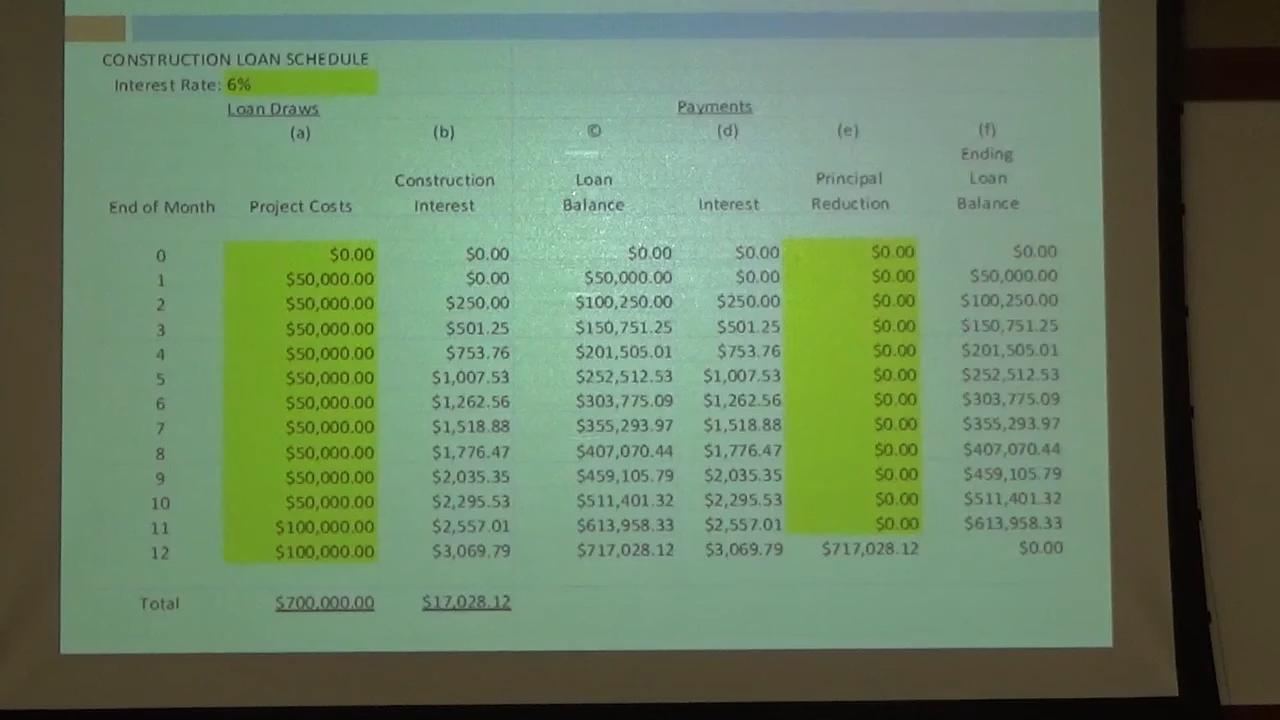 CONSTRUCTION LOAN SCHEDULE
Interest Rate: 6%
Loan Draws Payments
(a) (b) © (d) (e) (f)
Ending
Construction Loan Principal Loan
End of Month Project Costs Interest Balance Interest Reduction Balance
0 $0.00 $0.00 $0.00 $0.00 $0.00 $0.00
1 $50,000.00 $0.00 $50,000.00 $0.00 $0.00 $50,000.00
2 $50,000.00 $250.00 $100,250.00 $250.00 $0.00 $100,250.00
3 $50,000.00 $501.25 $150,751.25 $501.25 $0.00 $150,751.25
4 $50,000.00 $753.76 $201,505.01 $753.76 $0.00 $201,505.01
5 $50,000.00 $1,007.53 $252,512.53 $1,007.53 $0.00 $252,512.53
6 $50,000.00 $1,262.56 $303,775.09 $1,262.56 $0.00 $303,775.09
7 $50,000.00 $1,518.88 $355,293.97 $1,518.88 $0.00 $355,293.97
8 $50,000.00 $1,776.47 $407,070.44 $1,776.47 $0.00 $407,070.44
9 $50,000.00 $2,035.35 $459,105.79 $2,035.35 $0.00 $459,105.79
10 $50,000.00 $2,295.53 $511,401.32 $2,295.53 $0.00 $511,401.32
11 $100,000.00 $2,557.01 $613,958.33 $2,557.01 $0.00 $613,958.33
12 $100,000.00 $3,069.79 $717,028.12 $3,069.79 $717,028.12 $0.00
Total $700,000.00 $17,028.12